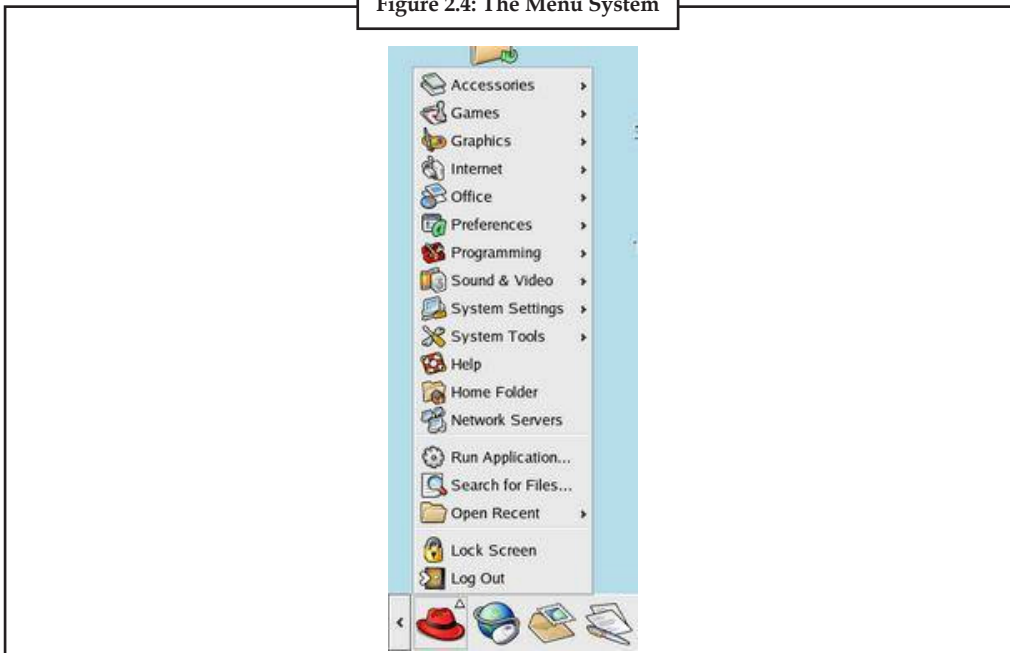 Figure 2.4: The Menu System
Accessories
Games
Graphics
Internet
Office
Preferences
Programming
Sound & Video
System Settings
System Tools
Help
Home Folder
Network Servers
Run Application...
Search for Files...
Open Recent
Lock Screen
Log Out